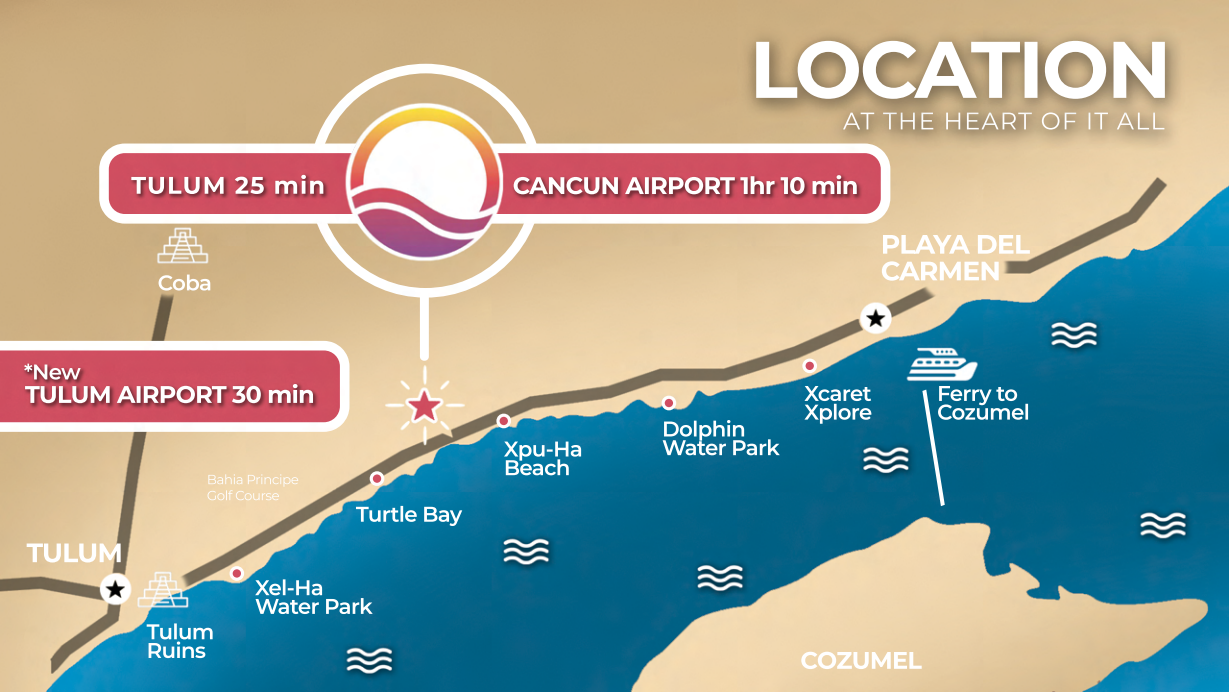 LOCATION
AT THE HEART OF IT ALL
TULUM 25 min
CANCUN AIRPORT 1hr 10 min
Coba
PLAYA DEL
CARMEN
*New
TULUM AIRPORT 30 min
Xcaret
Xplore
Ferry to
Cozumel
Dolphin
Water Park
Xpu-Ha
Beach
Bahia Principe
Golf Course
Turtle Bay
TULUM
Xel-Ha
Water Park
Tulum
Ruins
COZUMEL